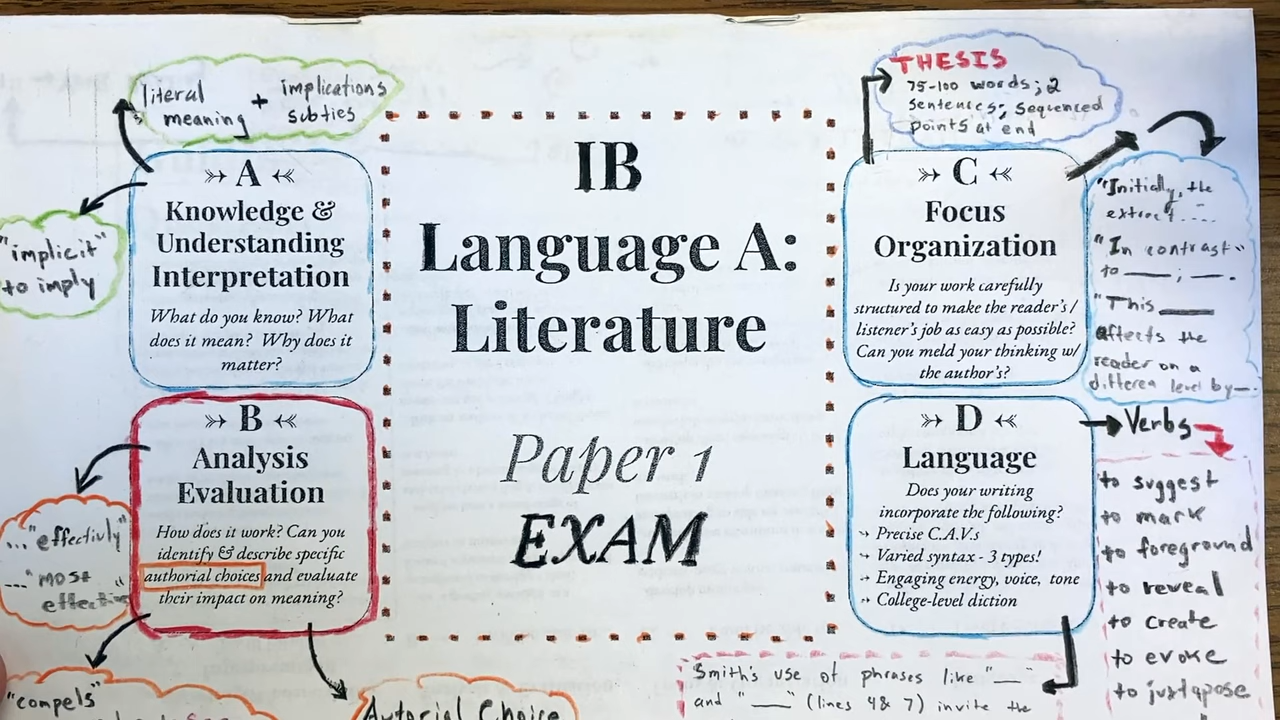 literal
meaning
+
implications
subties
"implicit"
to imply
A
Knowledge &
Understanding
Interpretation
What do you know? What
does it mean? Why does it
matter?
B
Analysis
Evaluation
How does it work? Can you
identify & describe specific
authorial choices and evaluate
their impact on meaning?
..."effectivly"
..."most
effective"
"compels"
Autorial Choice
IB
Language A:
Literature
Paper 1
EXAM
THESIS
75-100 words; 2
sentences; sequenced
points at end
C
Focus
Organization
Is your work carefully
structured to make the reader's /
listener's job as easy as possible?
Can you meld your thinking w/
the author's?
"Initially, the
extract ....
"In contrast"
to ___; ___.
"This ___
affects the
reader on a
differea level by—.
D
Language
Does your writing
incorporate the following?
Precise C.A.V.s
Varied syntax - 3 types!
Engaging energy, voice, tone
College-level diction
Verbs
to suggest
to mark
to foreground
to reveal
to create
to evoke
to juxtapose
Smith's use of phrases like "___"
and "___" (lines 4 & 7) invite the